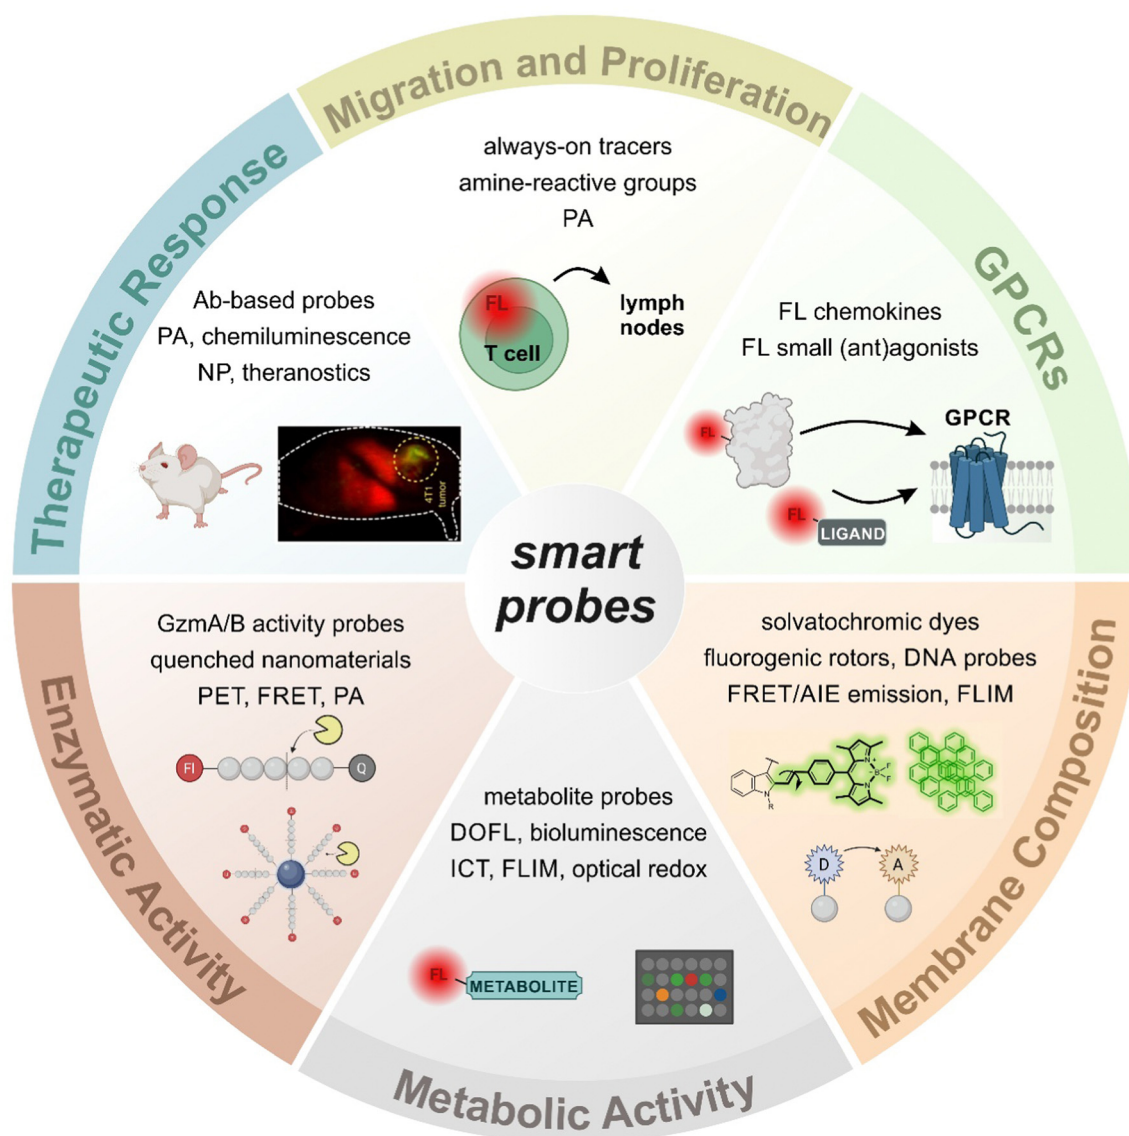 Migration and Proliferation
always-on tracers
amine-reactive groups
PA
FL
T cell
lymph
nodes
GPCRs
FL chemokines
FL small (ant)agonists
FL
GPCR
FL
LIGAND
Membrane Composition
solvatochromic dyes
fluorogenic rotors, DNA probes
FRET/AIE emission, FLIM
N
R
N+
-B
F
F
N
D
A
Metabolic Activity
metabolite probes
DOFL, bioluminescence
ICT, FLIM, optical redox
FL
METABOLITE
Enzymatic Activity
GzmA/B activity probes
quenched nanomaterials
PET, FRET, PA
Fl
Q
Therapeutic Response
Ab-based probes
PA, chemiluminescence
NP, theranostics
4T1
tumor
smart
probes